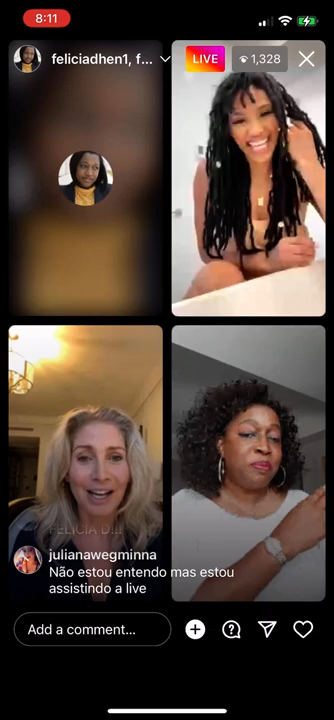 8:11
feliciadhen1, f...
LIVE
1,328
FELICIA D...
julianawegminna
Não estou entendo mas estou
assistindo a live
Add a comment...